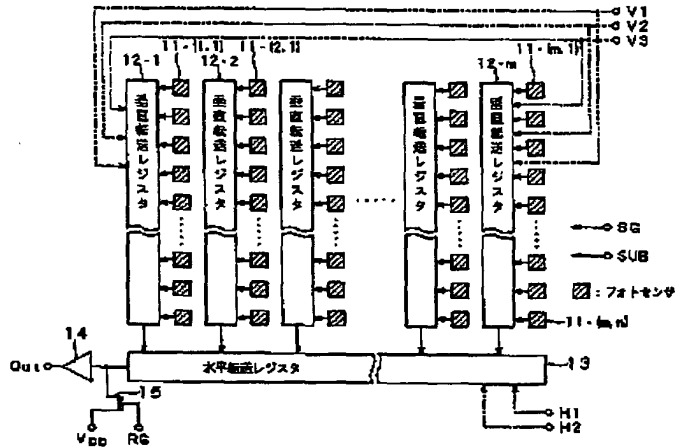 V1
V2
V3
11-(1,1)
11-(2,1)
11-(m,1)
12-1
12-2
12-m
垂直転送レジスタ
垂直転送レジスタ
垂直転送レジスタ
垂直転送レジスタ
垂直転送レジスタ
SG
SUB
:フォトセンサ
11-(m,n)
14
Out
水平転送レジスタ
13
15
VDD
RG
H1
H2